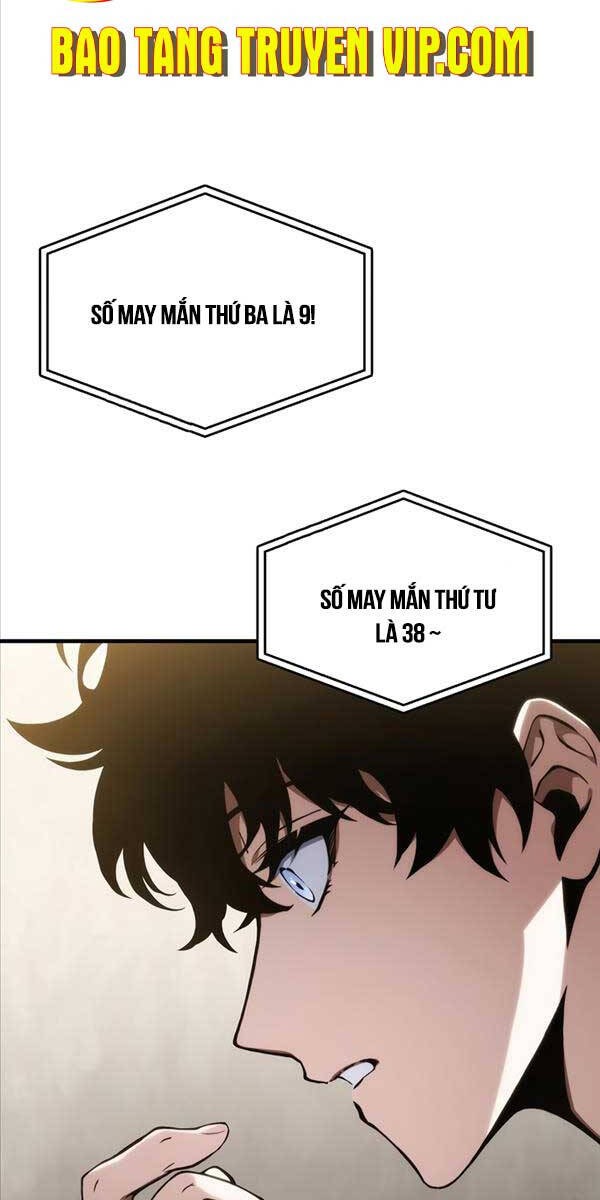 BAO TANG TRUYEN VIP.COM
SỐ MAY MẮN THỨ BA LÀ 9!
SỐ MAY MẮN THỨ TƯ
LÀ 38 ~